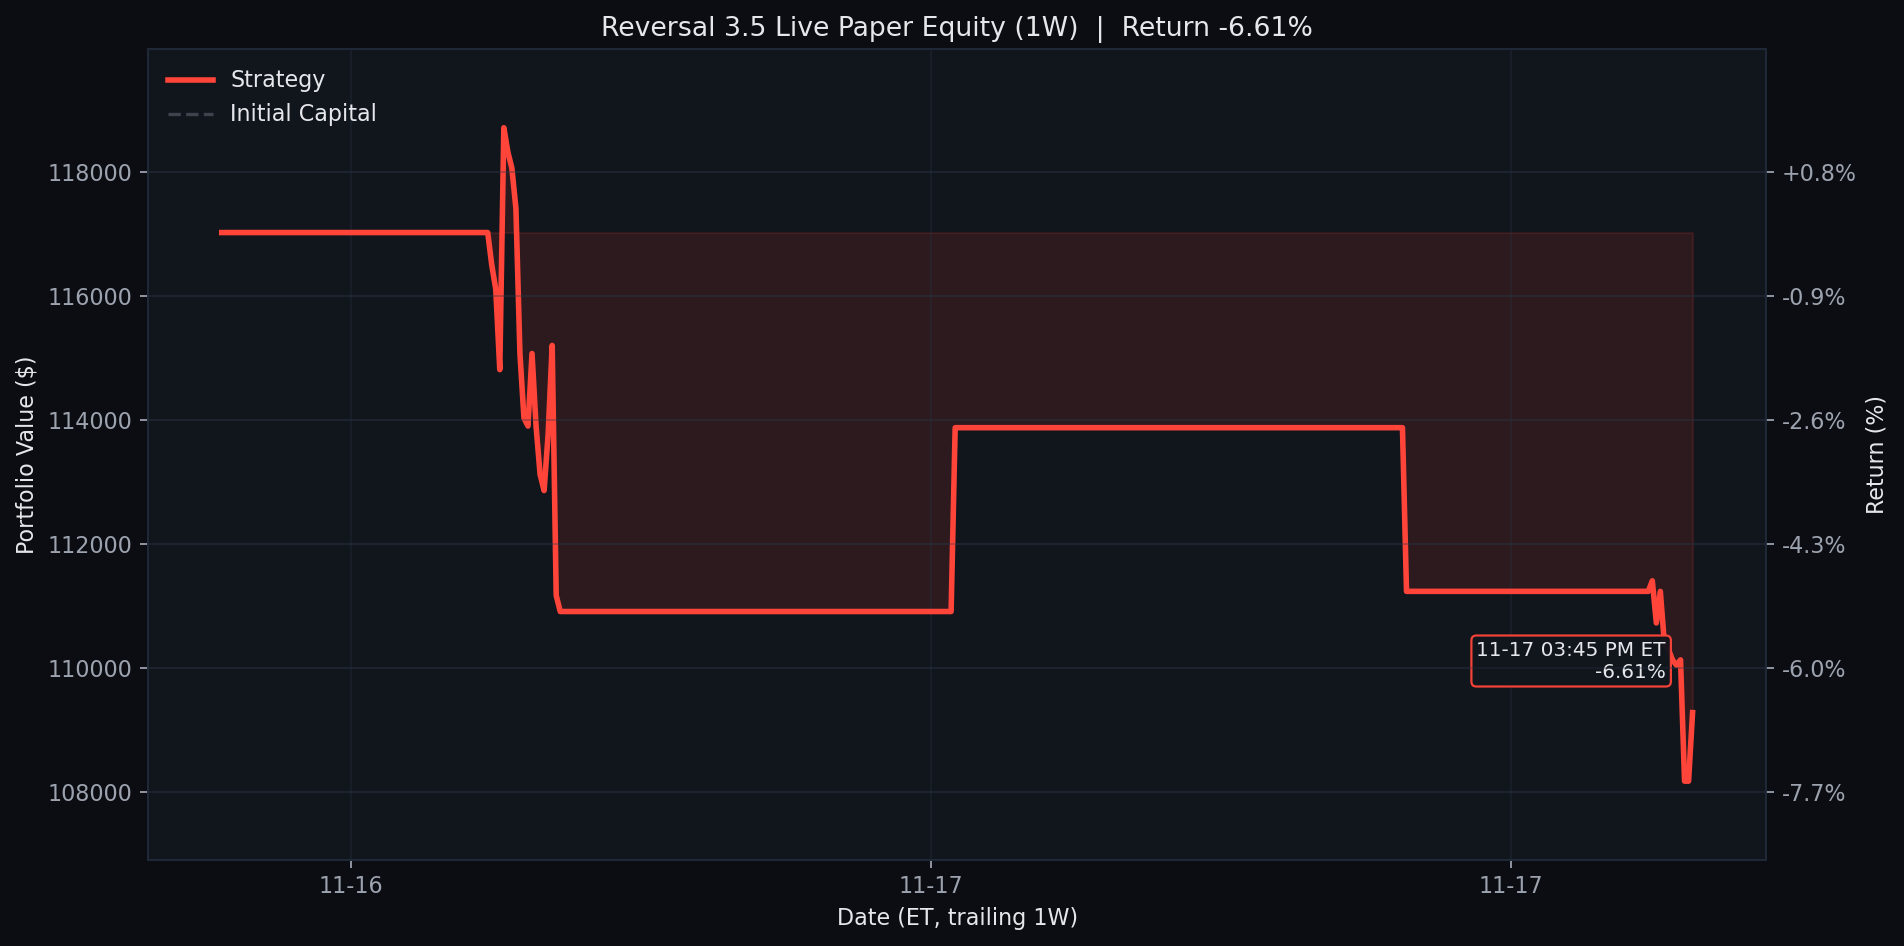 Reversal 3.5 Live Paper Equity (1W) | Return -6.61%
Strategy
Initial Capital
118000
116000
114000
112000
110000
108000
Portfolio Value ($)
+0.8%
-0.9%
-2.6%
-4.3%
-6.0%
-7.7%
Return (%)
11-17 03:45 PM ET
-6.61%
11-16
11-17
11-17
Date (ET, trailing 1W)